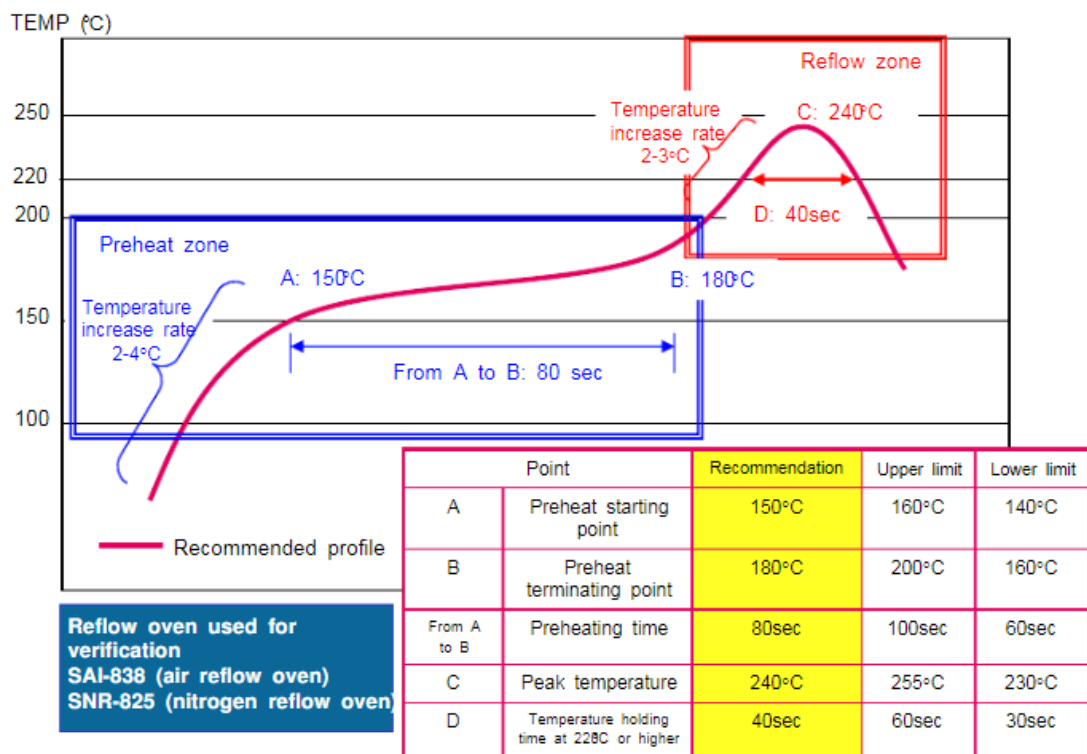 TEMP (℃)
Reflow zone
250
Temperature
increase rate
2-3°C
C: 240°C
220
D: 40sec
200
Preheat zone
A: 150°C
B: 180°C
Temperature
increase rate
2-4°C
150
From A to B: 80 sec
100
Recommended profile
Reflow oven used for
verification
SAI-838 (air reflow oven)
SNR-825 (nitrogen reflow oven)
Point Recommendation Upper limit Lower limit
A Preheat starting point 150°C 160°C 140°C
B Preheat terminating point 180°C 200°C 160°C
From A to B Preheating time 80sec 100sec 60sec
C Peak temperature 240°C 255°C 230°C
D Temperature holding time at 220C or higher 40sec 60sec 30sec